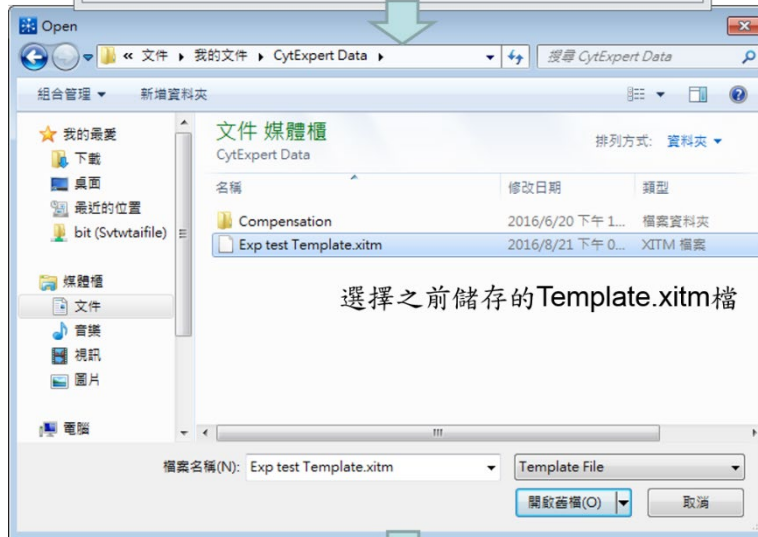 Open
« 文件 ▸ 我的文件 ▸ CytExpert Data ▸
搜尋 CytExpert Data
組合管理 ▼ 新增資料夾
我的最愛
下載
桌面
最近的位置
bit (Svtwtaifile)
媒體櫃
文件
音樂
視訊
圖片
電腦
文件 媒體櫃
CytExpert Data
排列方式: 資料夾 ▼
名稱 修改日期 類型
Compensation 2016/6/20 下午 1... 檔案資料夾
Exp test Template.xitm 2016/8/21 下午 0... XITM 檔案
選擇之前儲存的Template.xitm檔
檔案名稱(N): Exp test Template.xitm Template File
開啟舊檔(O) 取消